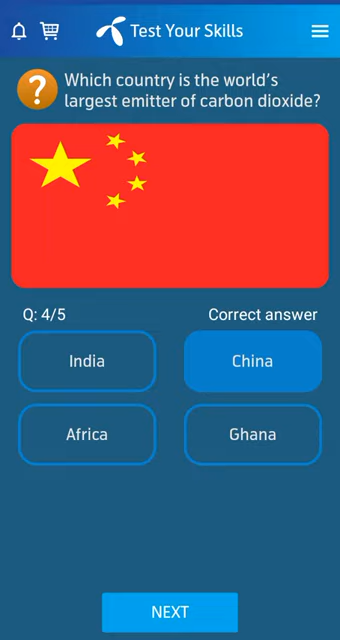 Test Your Skills
?
Which country is the world's
largest emitter of carbon dioxide?
Q: 4/5
Correct answer
India
China
Africa
Ghana
NEXT